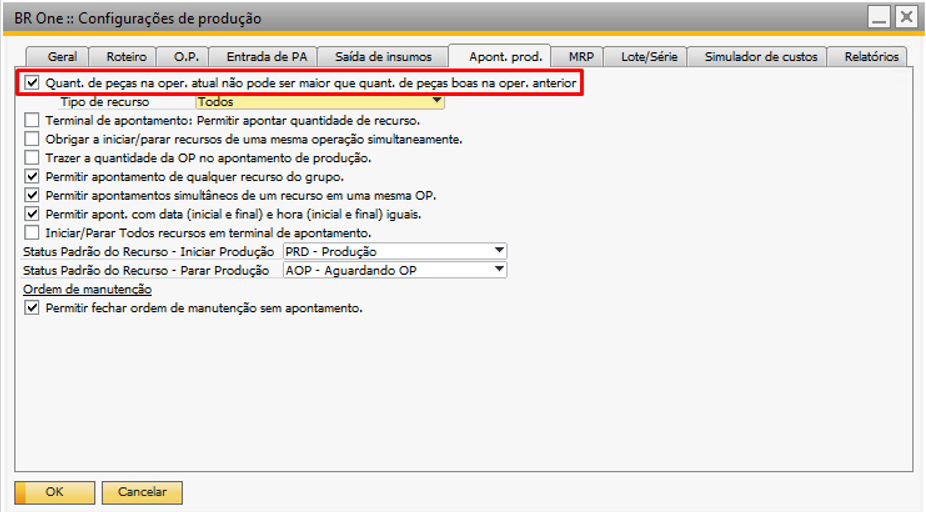 BR One :: Configurações de produção
Geral Roteiro O.P. Entrada de PA Saída de insumos Apont. prod. MRP Lote/Série Simulador de custos Relatórios
Quant. de peças na oper. atual não pode ser maior que quant. de peças boas na oper. anterior
Tipo de recurso Todos
Terminal de apontamento: Permitir apontar quantidade de recurso.
Obrigar a iniciar/parar recursos de uma mesma operação simultaneamente.
Trazer a quantidade da OP no apontamento de produção.
Permitir apontamento de qualquer recurso do grupo.
Permitir apontamentos simultâneos de um recurso em uma mesma OP.
Permitir apont. com data (inicial e final) e hora (inicial e final) iguais.
Iniciar/Parar Todos recursos em terminal de apontamento.
Status Padrão do Recurso - Iniciar Produção PRD - Produção
Status Padrão do Recurso - Parar Produção AOP - Aguardando OP
Ordem de manutenção
Permitir fechar ordem de manutenção sem apontamento.
OK Cancelar